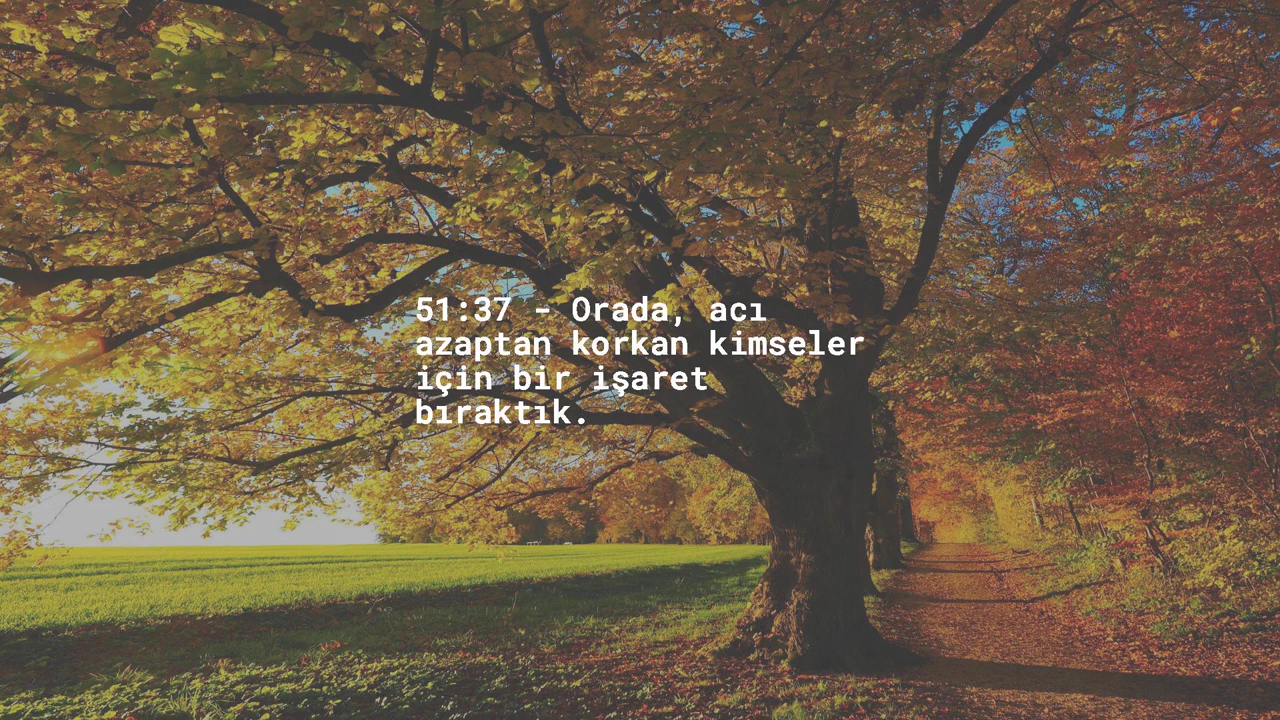 51:37 - Orada, acı
azaptan korkan kimseler
için bir işaret
bıraktık.